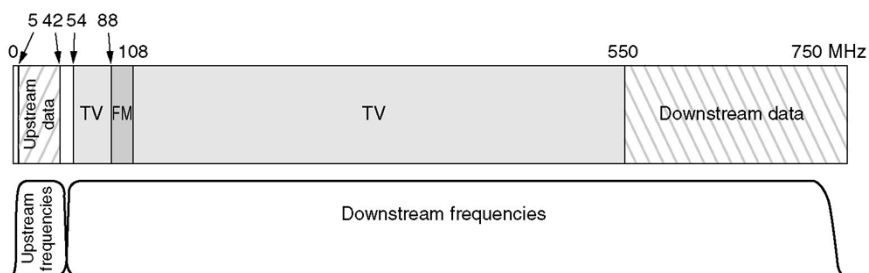 0 5 42 54 88 108 550 750 MHz
Upstream
data
TV
FM
TV
Downstream data
Upstream
frequencies
Downstream frequencies